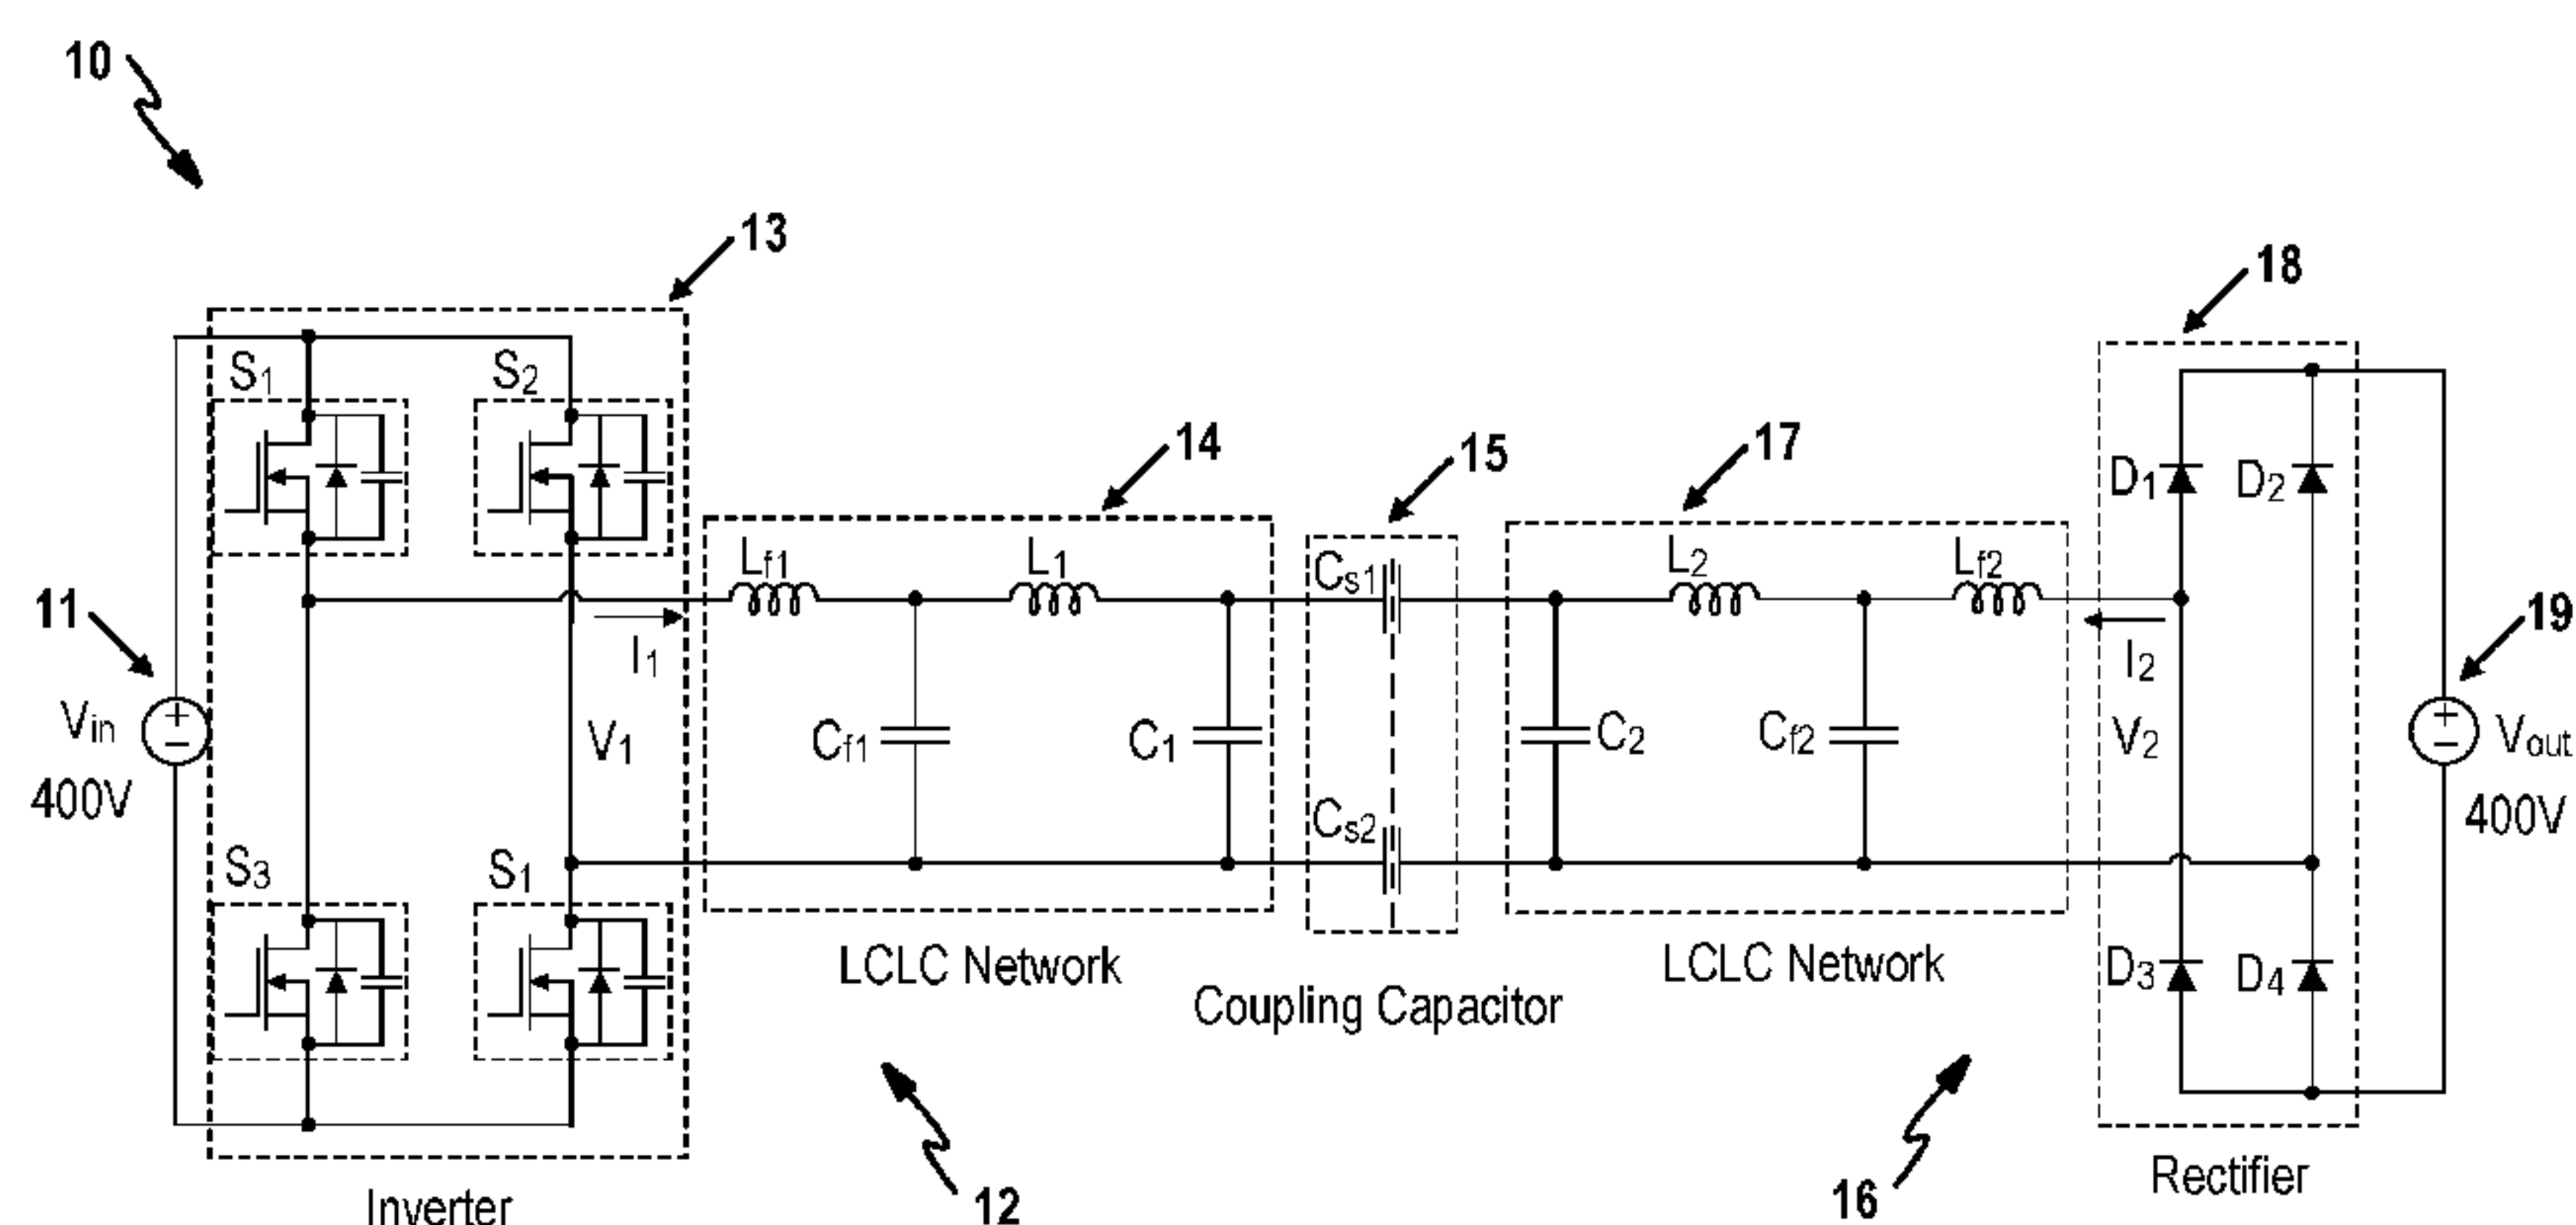 10
13
18
S1
S2
14
15
17
D1
D2
Lf1
L1
Cs1
L2
Lf2
11
I1
I2
19
Vin
400V
V1
Cf1
C1
C2
Cf2
V2
Vout
400V
Cs2
S3
S1
D3
D4
LCLC Network
LCLC Network
Coupling Capacitor
Inverter
12
16
Rectifier